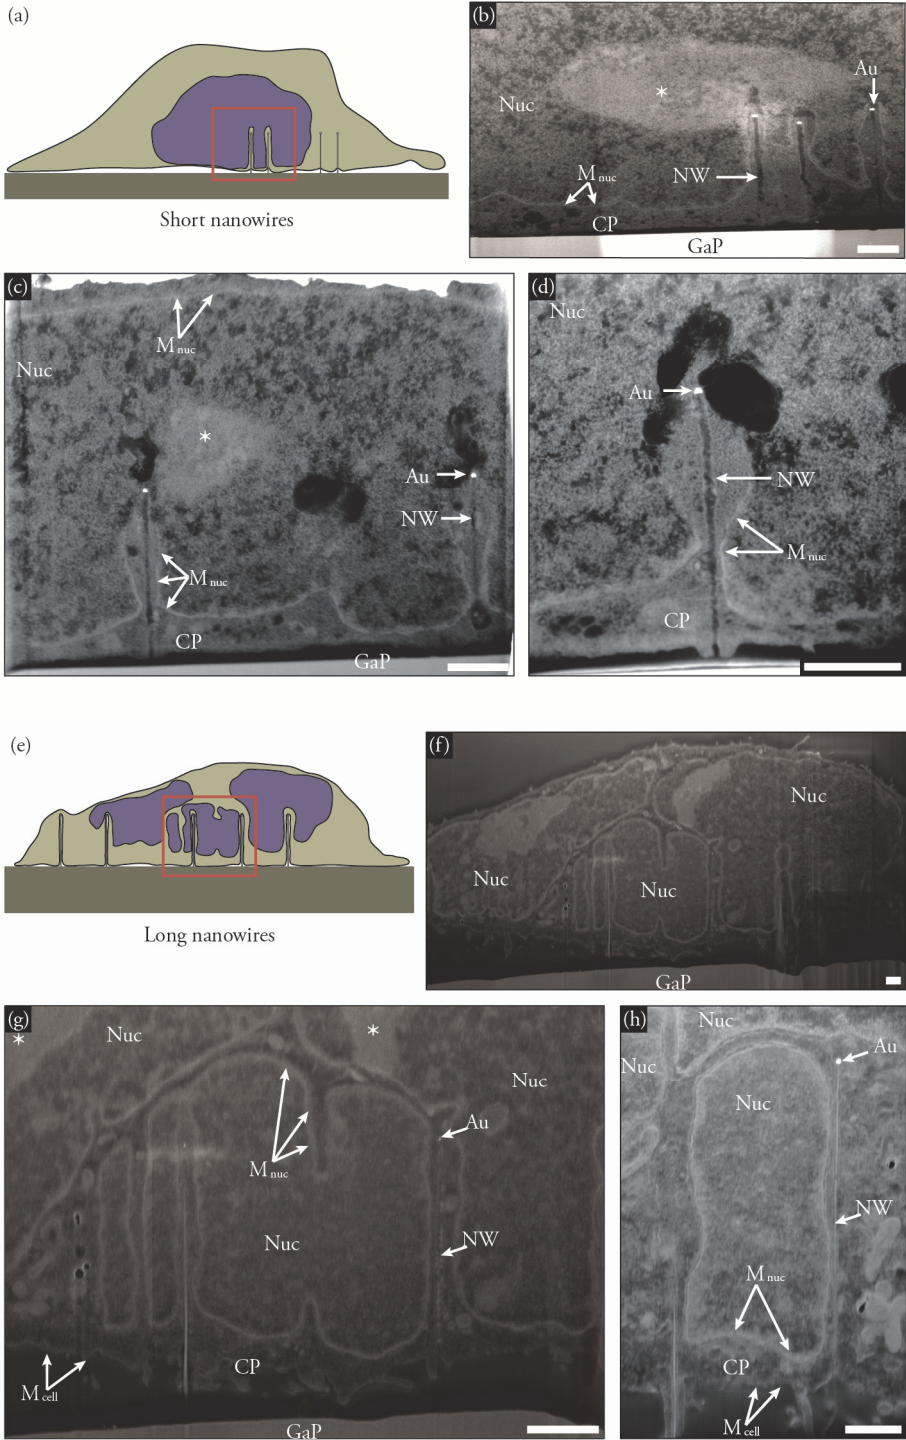 (a)
Short nanowires
(b)
Au
Nuc
*
M nuc
NW
CP
GaP
(c)
M nuc
Nuc
*
Au
NW
M nuc
CP
GaP
(d)
Nuc
Au
NW
M nuc
CP
(e)
Long nanowires
(f)
Nuc
Nuc
Nuc
GaP
(g)
*
Nuc
*
Nuc
Au
M nuc
Nuc
NW
CP
M cell
GaP
(h)
Nuc
Au
Nuc
Nuc
NW
M nuc
CP
M cell